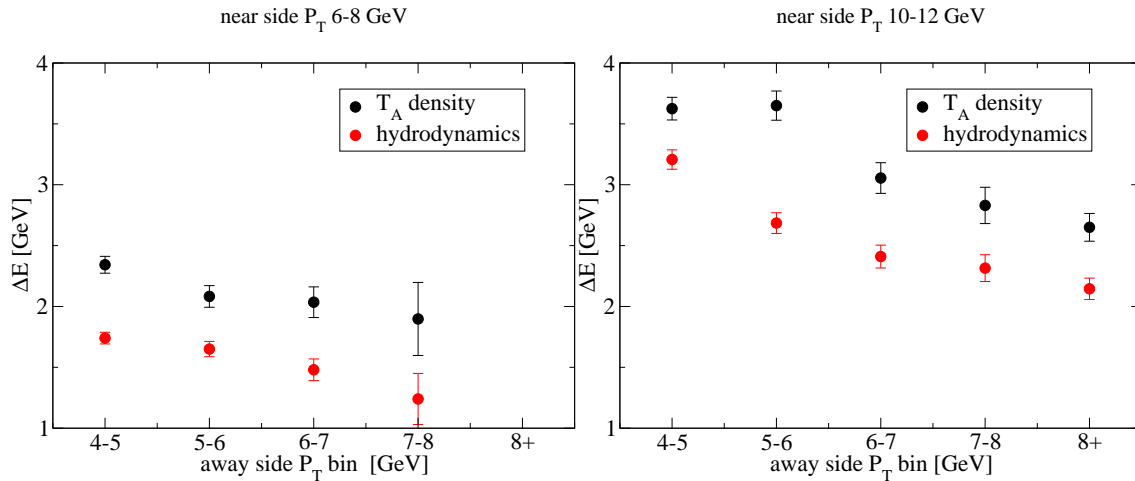 near side P_T 6-8 GeV
4
3
2
1
ΔE [GeV]
T_A density
hydrodynamics
4-5 5-6 6-7 7-8 8+
away side P_T bin [GeV]
near side P_T 10-12 GeV
4
3
2
1
ΔE [GeV]
T_A density
hydrodynamics
4-5 5-6 6-7 7-8 8+
away side P_T bin [GeV]